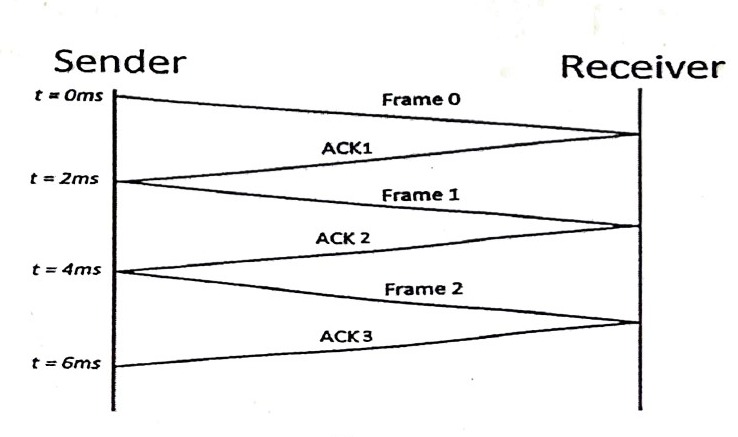 Sender
Receiver
t = 0ms
Frame 0
ACK1
t = 2ms
Frame 1
ACK 2
t = 4ms
Frame 2
ACK3
t = 6ms